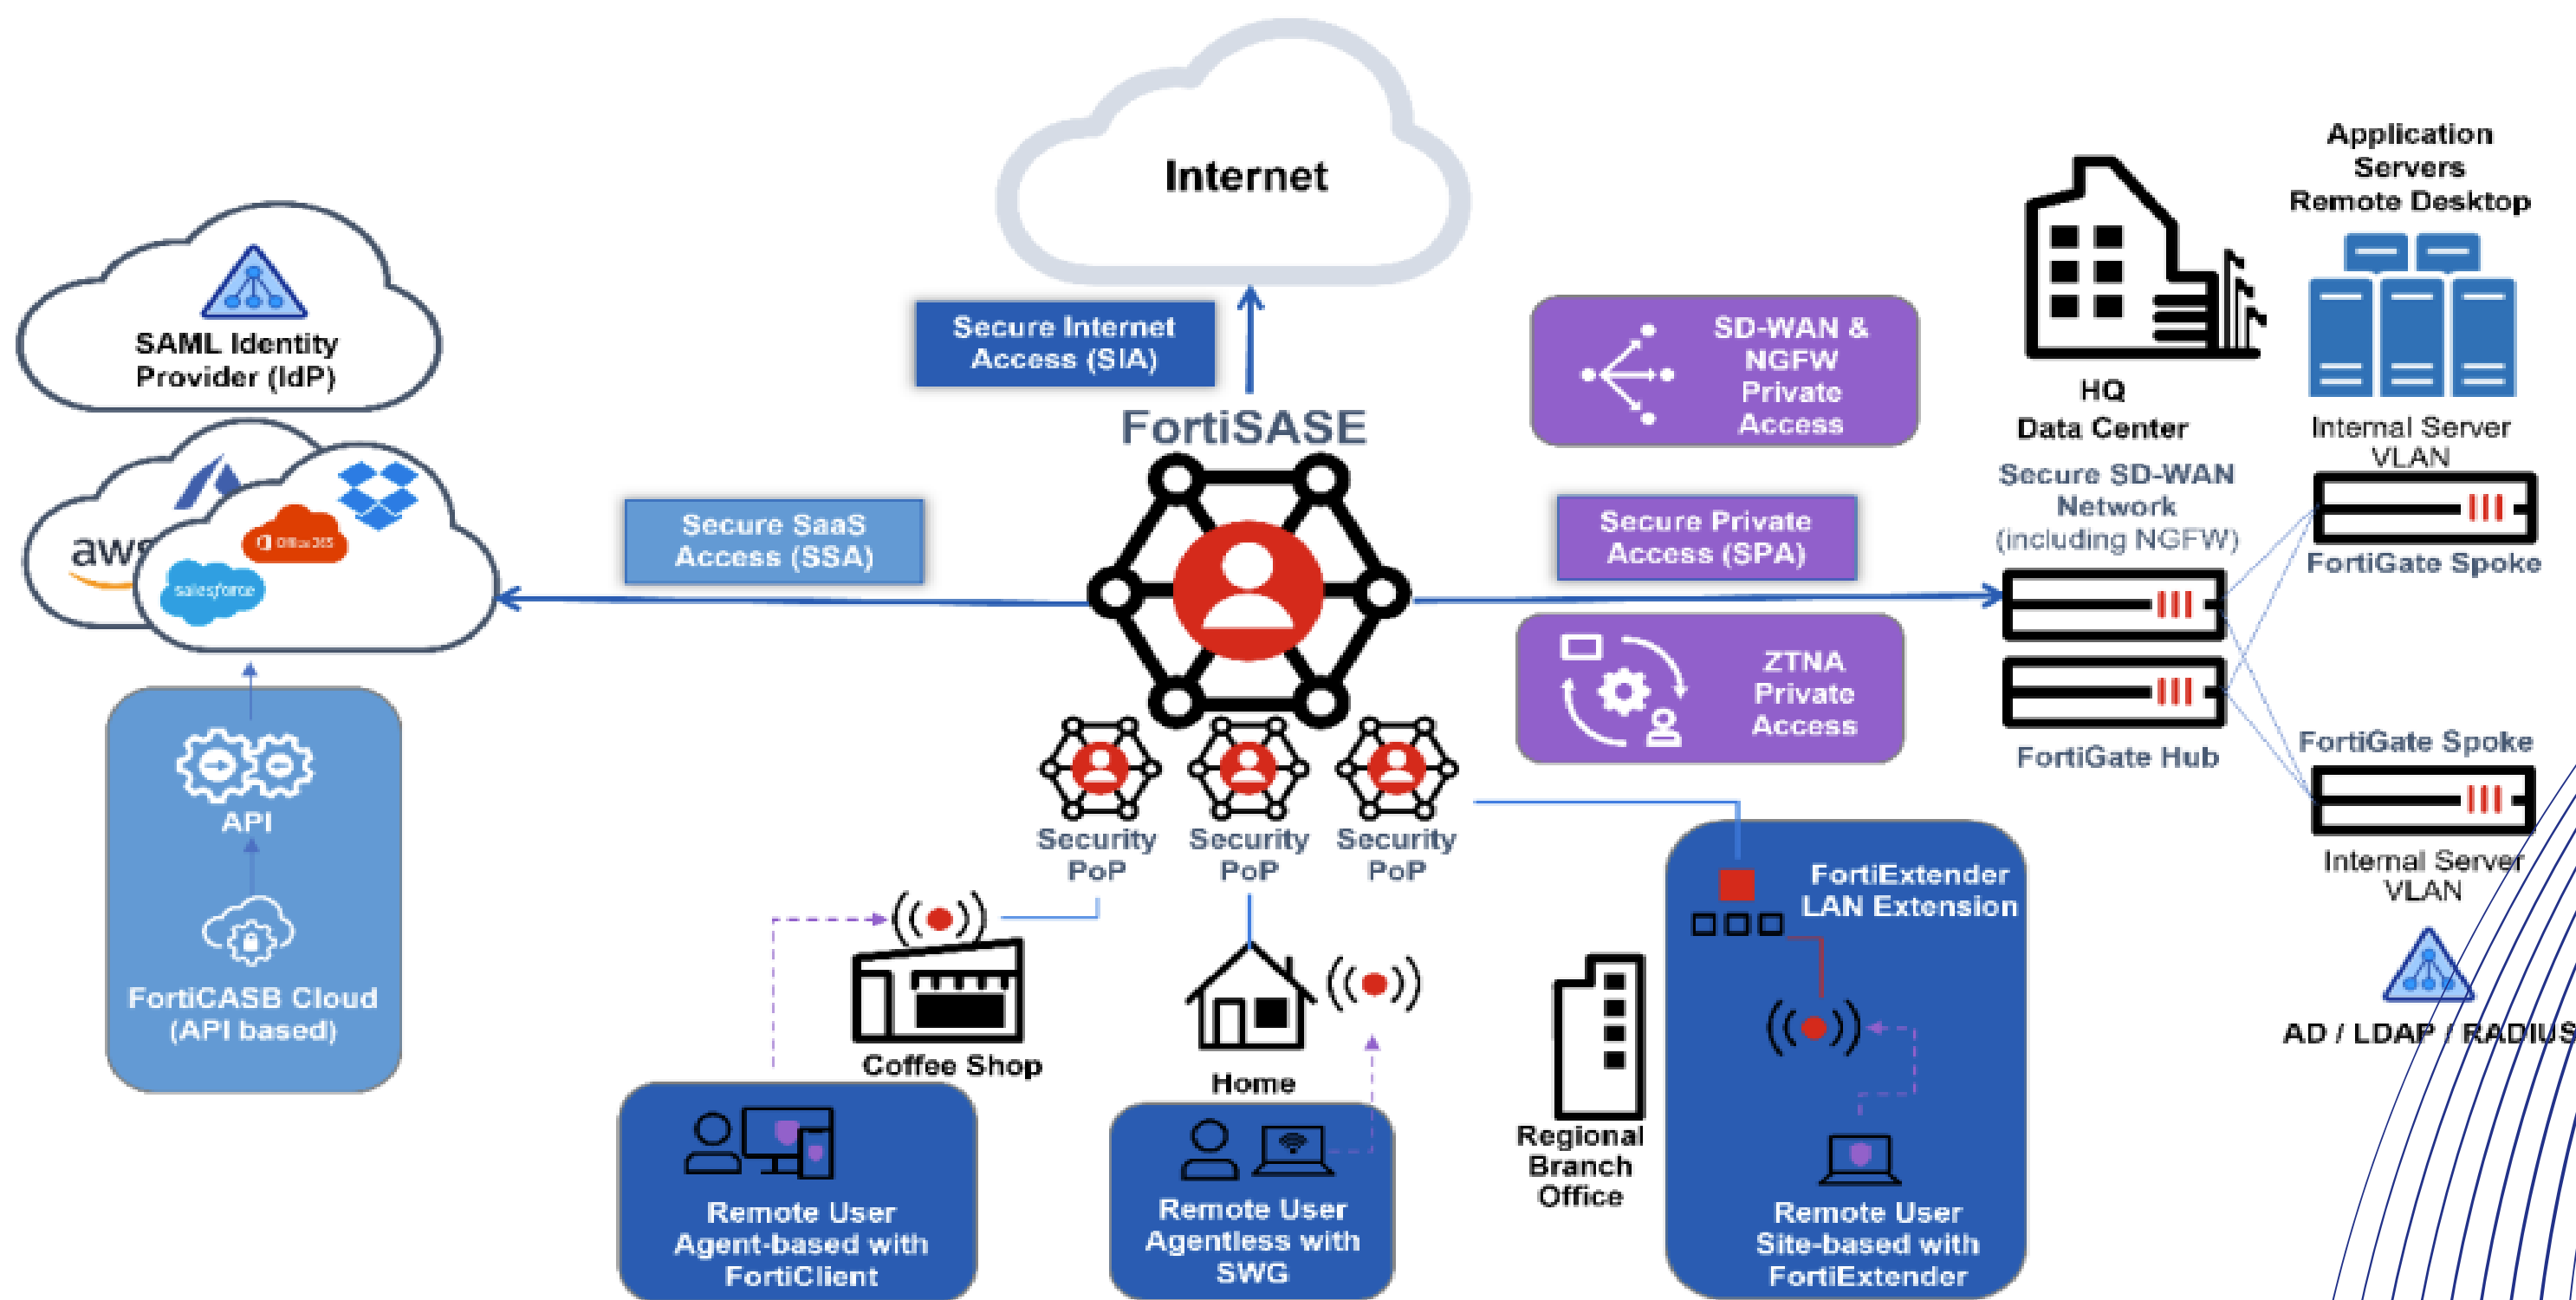 Internet
Application
Servers
Remote Desktop
SAML Identity
Provider (IdP)
Secure Internet
Access (SIA)
SD-WAN &
NGFW
Private
Access
HQ
Data Center
Internal Server
VLAN
FortiSASE
aws
Office 365
salesforce
Secure SaaS
Access (SSA)
Secure Private
Access (SPA)
Secure SD-WAN
Network
(including NGFW)
FortiGate Spoke
ZTNA
Private
Access
FortiGate Hub
FortiGate Spoke
Internal Server
VLAN
API
FortiCASB Cloud
(API based)
Security
PoP
Security
PoP
Security
PoP
FortiExtender
LAN Extension
AD / LDAP / RADIUS
Coffee Shop
Home
Regional
Branch
Office
Remote User
Agent-based with
FortiClient
Remote User
Agentless with
SWG
Remote User
Site-based with
FortiExtender